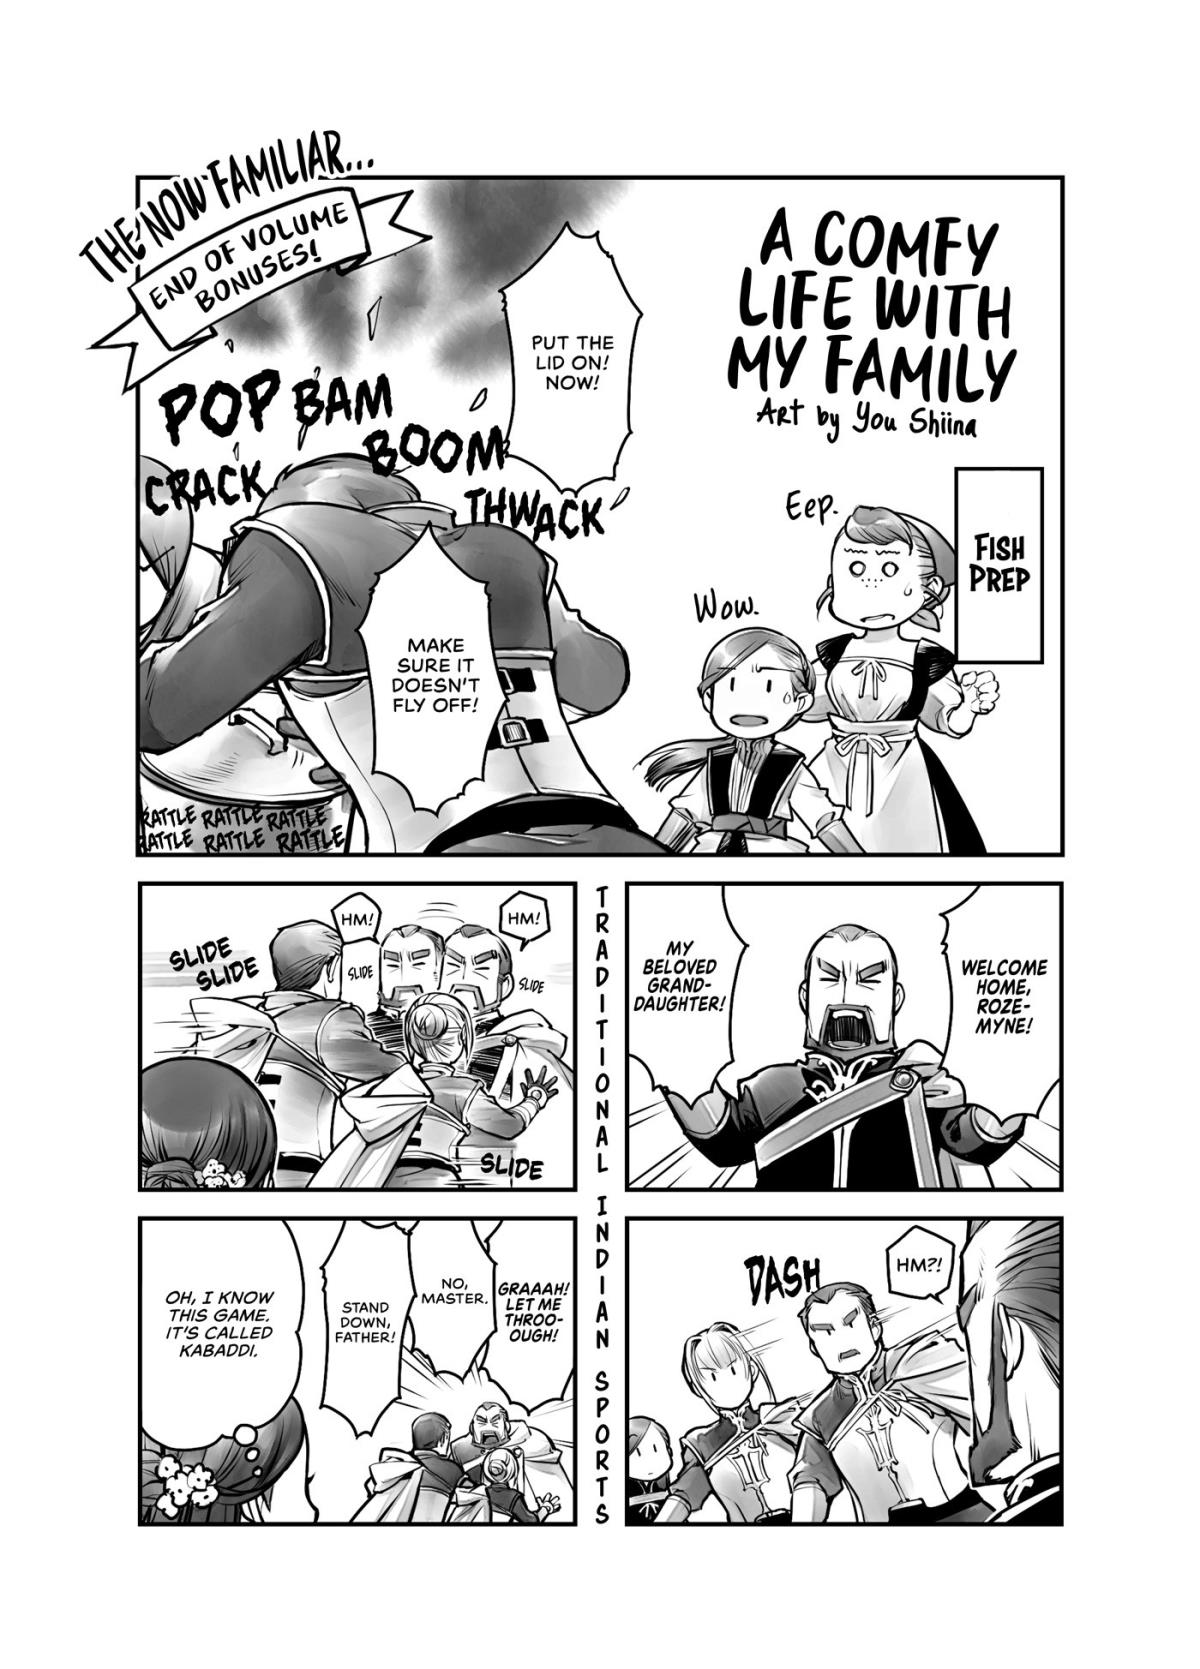 THE NOW FAMILIAR...
END OF VOLUME
BONUSES!
A COMFY
LIFE WITH
MY FAMILY
Art by You Shiina
FISH
PREP
PUT THE
LID ON!
NOW!
POP
BAM
BOOM
CRACK
THWACK
Eep.
Wow.
MAKE
SURE IT
DOESN'T
FLY OFF!
RATTLE RATTLE RATTLE
RATTLE RATTLE RATTLE
TRADITIONAL INDIAN SPORTS
WELCOME
HOME,
ROZE-
MYNE!
MY
BELOVED
GRAND-
DAUGHTER!
HM?!
DASH
HM!
HM!
SLIDE
SLIDE
SLIDE
SLIDE
SLIDE
GRAAAH!
LET ME
THROO-
OUGH!
NO,
MASTER.
STAND
DOWN,
FATHER!
OH, I KNOW
THIS GAME.
IT'S CALLED
KABADDI.